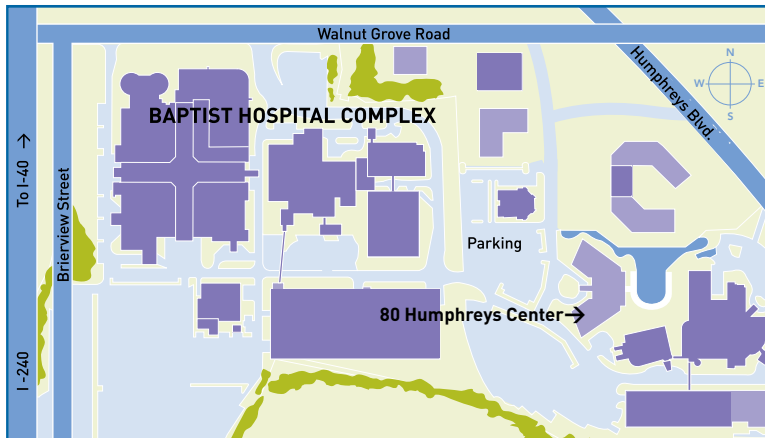 Walnut Grove Road
Humphreys Blvd.
N
W E
S
BAPTIST HOSPITAL COMPLEX
To I-40 →
Brierview Street
Parking
80 Humphreys Center→
I -240